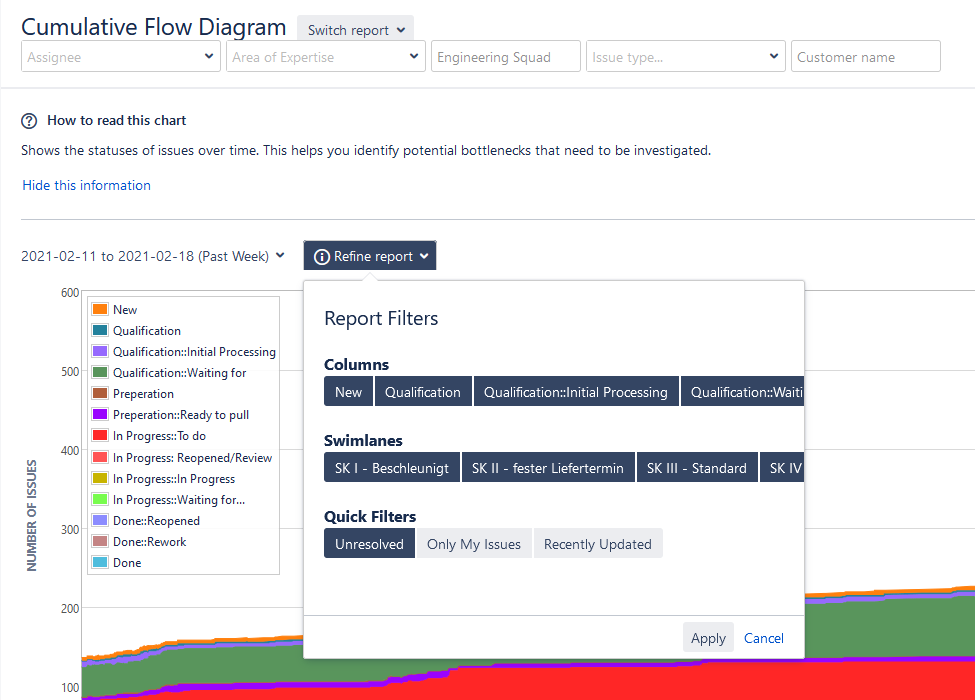 Cumulative Flow Diagram
Switch report
Assignee
Area of Expertise
Engineering Squad
Issue type...
Customer name
How to read this chart
Shows the statuses of issues over time. This helps you identify potential bottlenecks that need to be investigated.
Hide this information
2021-02-11 to 2021-02-18 (Past Week)
Refine report
600
500
400
300
200
100
NUMBER OF ISSUES
New
Qualification
Qualification::Initial Processing
Qualification::Waiting for
Preperation
Preperation::Ready to pull
In Progress::To do
In Progress: Reopened/Review
In Progress::In Progress
In Progress::Waiting for...
Done::Reopened
Done::Rework
Done
Report Filters
Columns
New
Qualification
Qualification::Initial Processing
Qualification::Waiti
Swimlanes
SK I - Beschleunigt
SK II - fester Liefertermin
SK III - Standard
SK IV
Quick Filters
Unresolved
Only My Issues
Recently Updated
Apply
Cancel